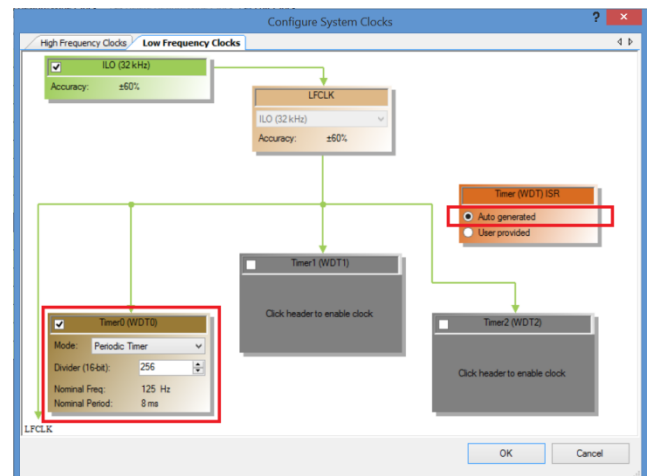 Configure System Clocks
High Frequency Clocks
Low Frequency Clocks
ILO (32 kHz)
Accuracy: ±60%
LFCLK
ILO (32 kHz)
Accuracy: ±60%
Timer (WDT) ISR
Auto generated
User provided
Timer1 (WDT1)
Click header to enable clock
Timer0 (WDT0)
Mode: Periodic Timer
Divider (16-bit): 256
Nominal Freq: 125 Hz
Nominal Period: 8 ms
Timer2 (WDT2)
Click header to enable clock
LFCLK
OK
Cancel